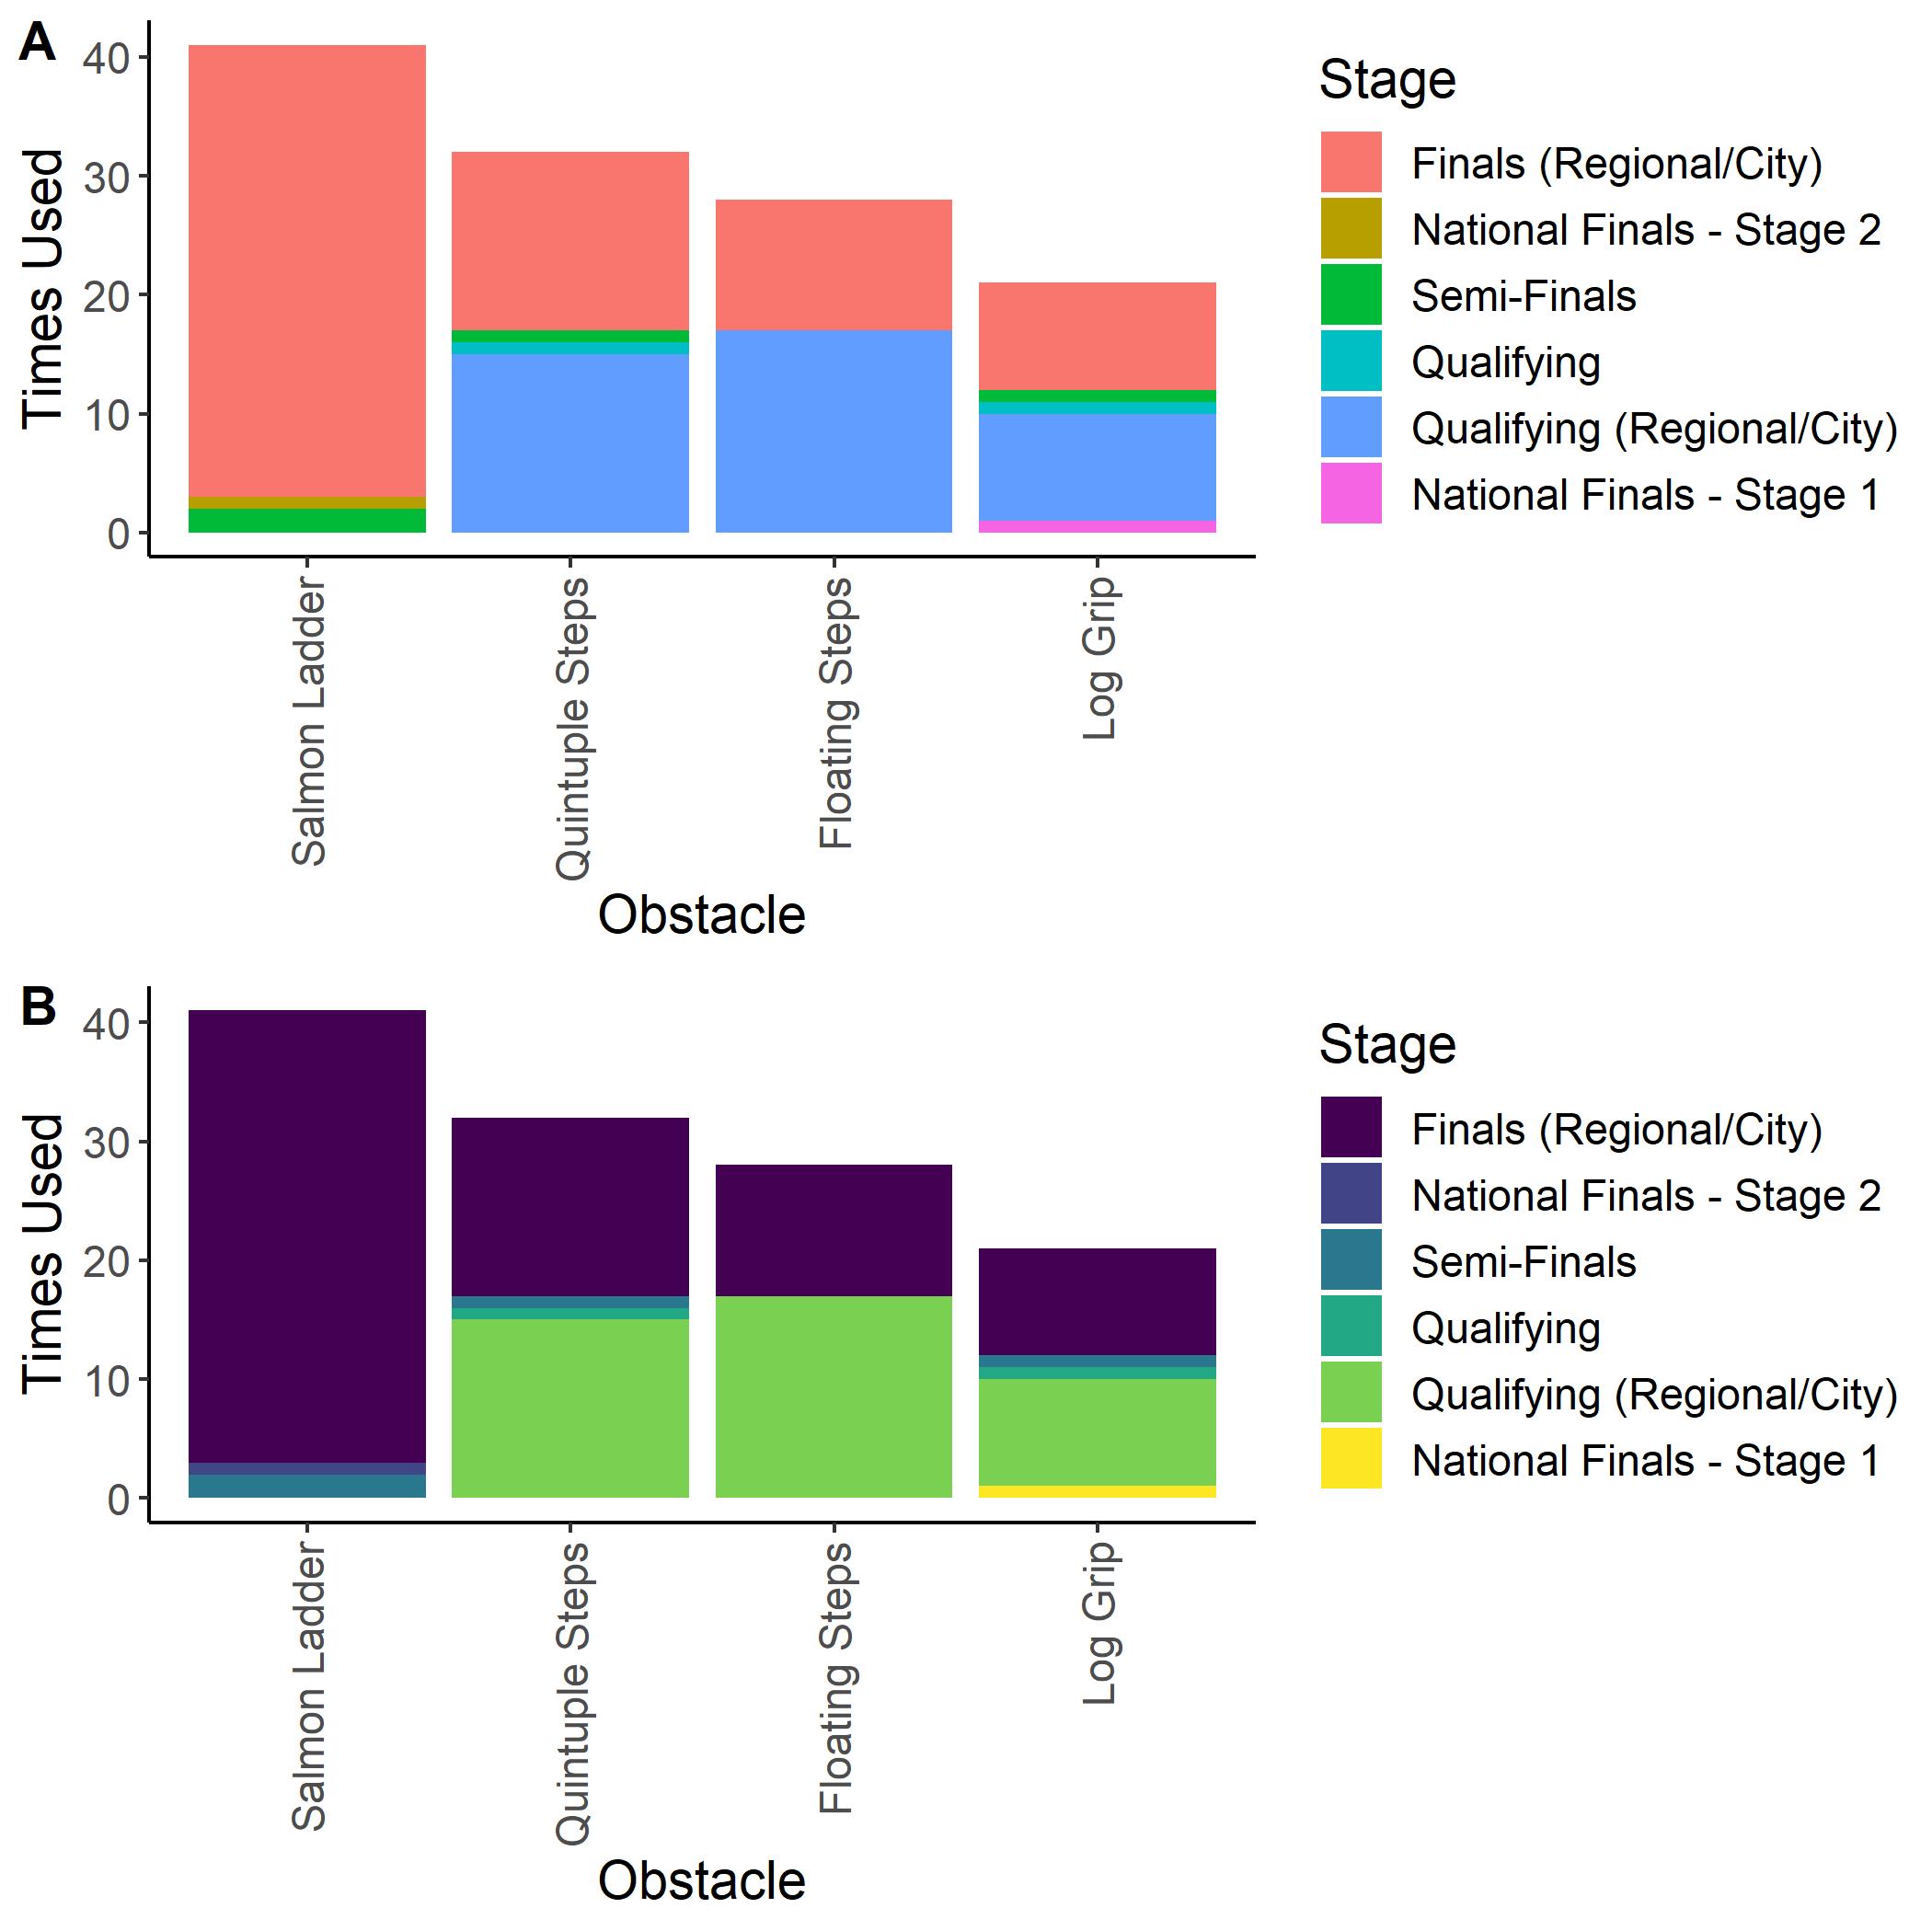 A
Times Used
40
30
20
10
0
Salmon Ladder
Quintuple Steps
Floating Steps
Log Grip
Obstacle
Stage
Finals (Regional/City)
National Finals - Stage 2
Semi-Finals
Qualifying
Qualifying (Regional/City)
National Finals - Stage 1
B
Times Used
40
30
20
10
0
Salmon Ladder
Quintuple Steps
Floating Steps
Log Grip
Obstacle
Stage
Finals (Regional/City)
National Finals - Stage 2
Semi-Finals
Qualifying
Qualifying (Regional/City)
National Finals - Stage 1